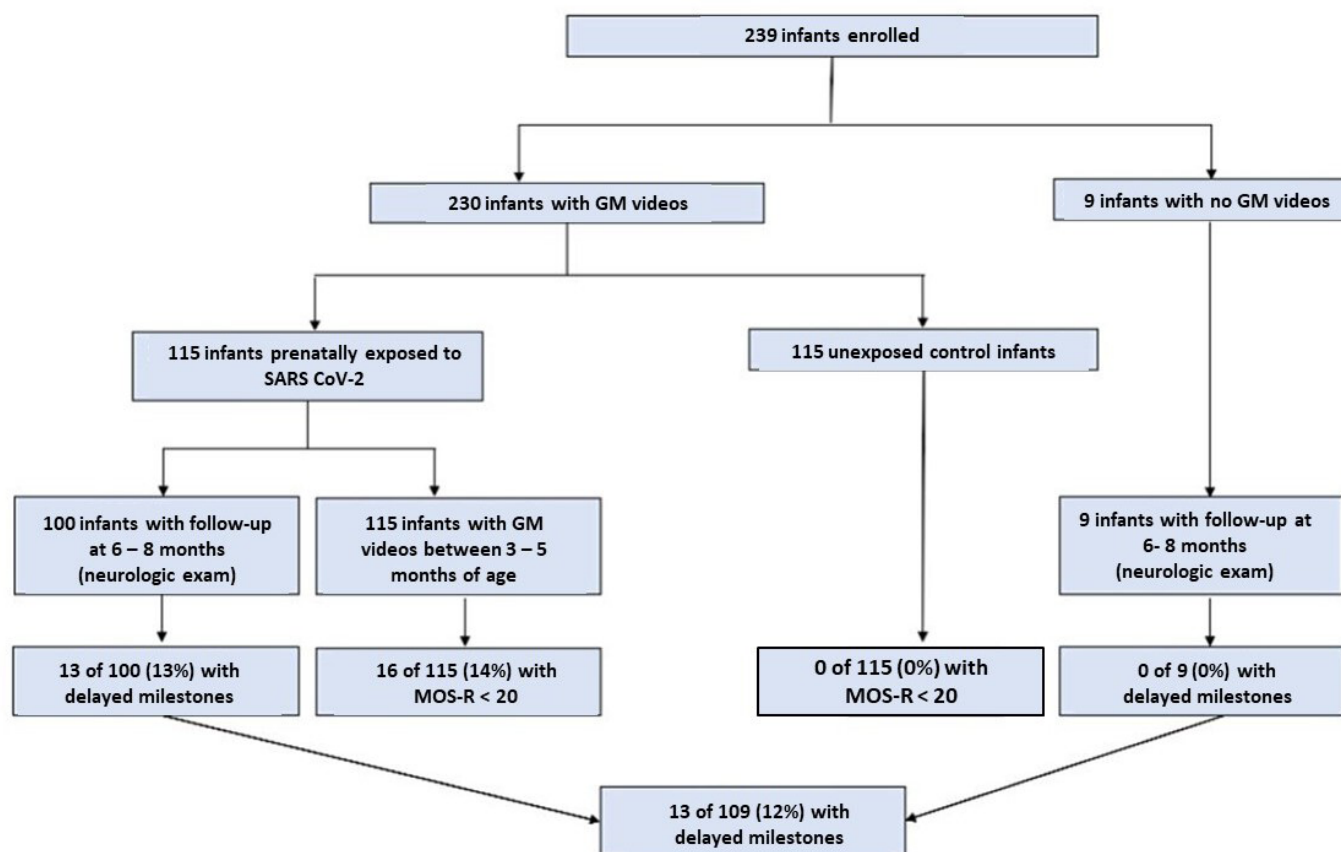 239 infants enrolled
230 infants with GM videos
9 infants with no GM videos
115 infants prenatally exposed to
SARS CoV-2
115 unexposed control infants
100 infants with follow-up
at 6 – 8 months
(neurologic exam)
115 infants with GM
videos between 3 – 5
months of age
9 infants with follow-up at
6- 8 months
(neurologic exam)
13 of 100 (13%) with
delayed milestones
16 of 115 (14%) with
MOS-R < 20
0 of 115 (0%) with
MOS-R < 20
0 of 9 (0%) with
delayed milestones
13 of 109 (12%) with
delayed milestones